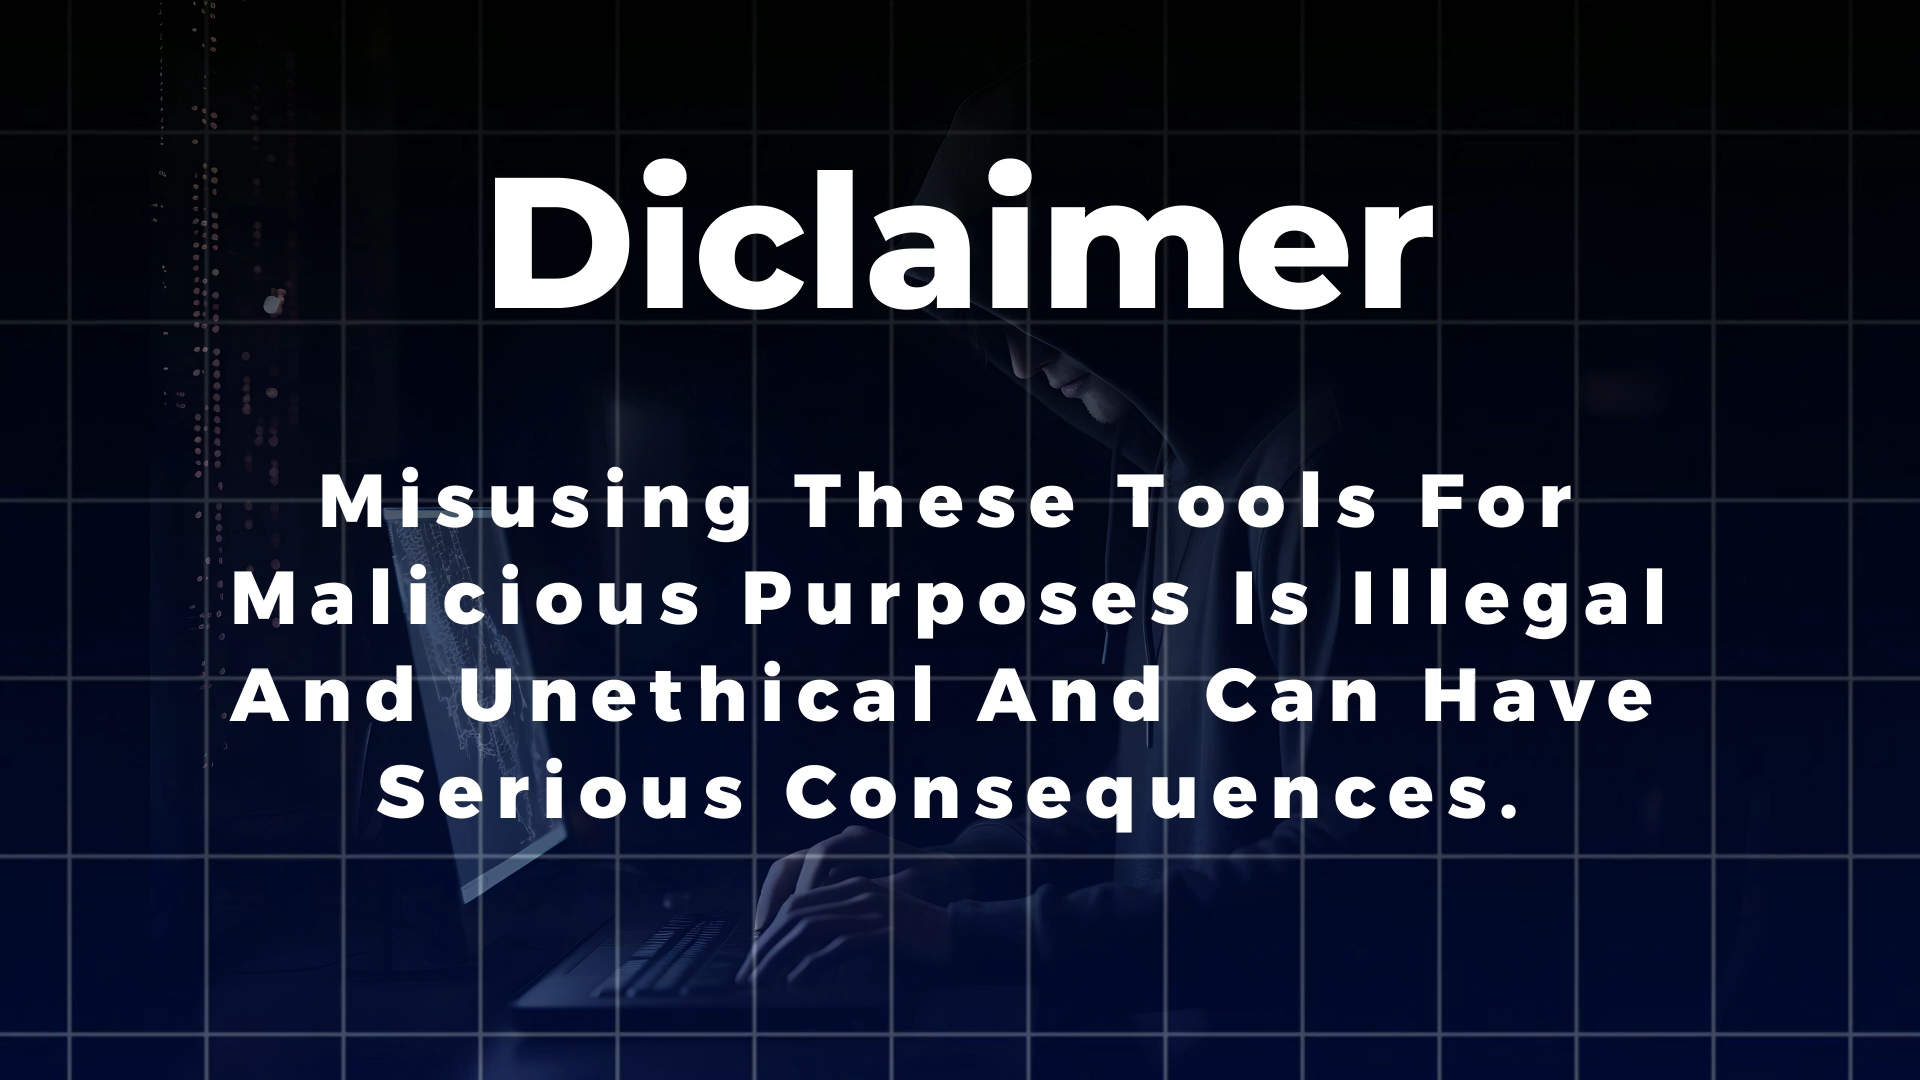 Diclaimer
Misusing These Tools For
Malicious Purposes Is Illegal
And Unethical And Can Have
Serious Consequences.